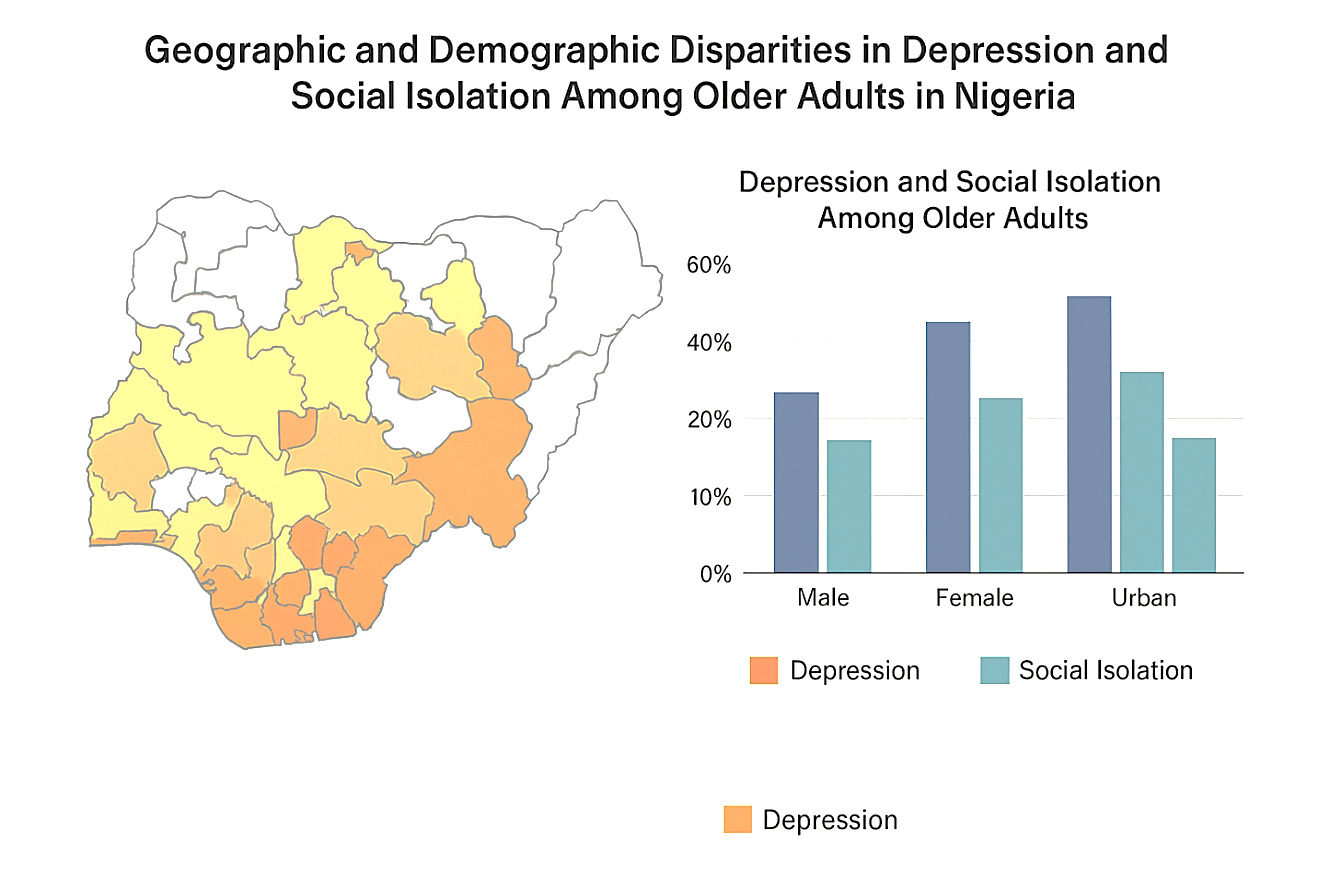 Geographic and Demographic Disparities in Depression and
Social Isolation Among Older Adults in Nigeria
Depression and Social Isolation
Among Older Adults
60%
40%
20%
10%
0%
Male
Female
Urban
Depression
Social Isolation
Depression